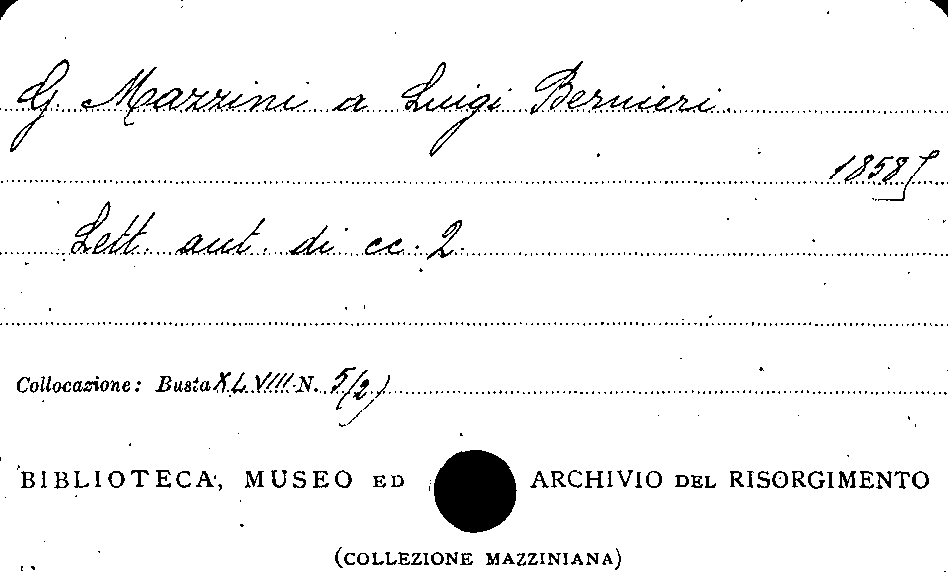 G. Mazzini a Luigi Bernieri.
1858]
Lett. aut. di cc. 2.
Collocazione: Busta XLVIII N. 5(2)
BIBLIOTECA, MUSEO ED ARCHIVIO DEL RISORGIMENTO
(COLLEZIONE MAZZINIANA)